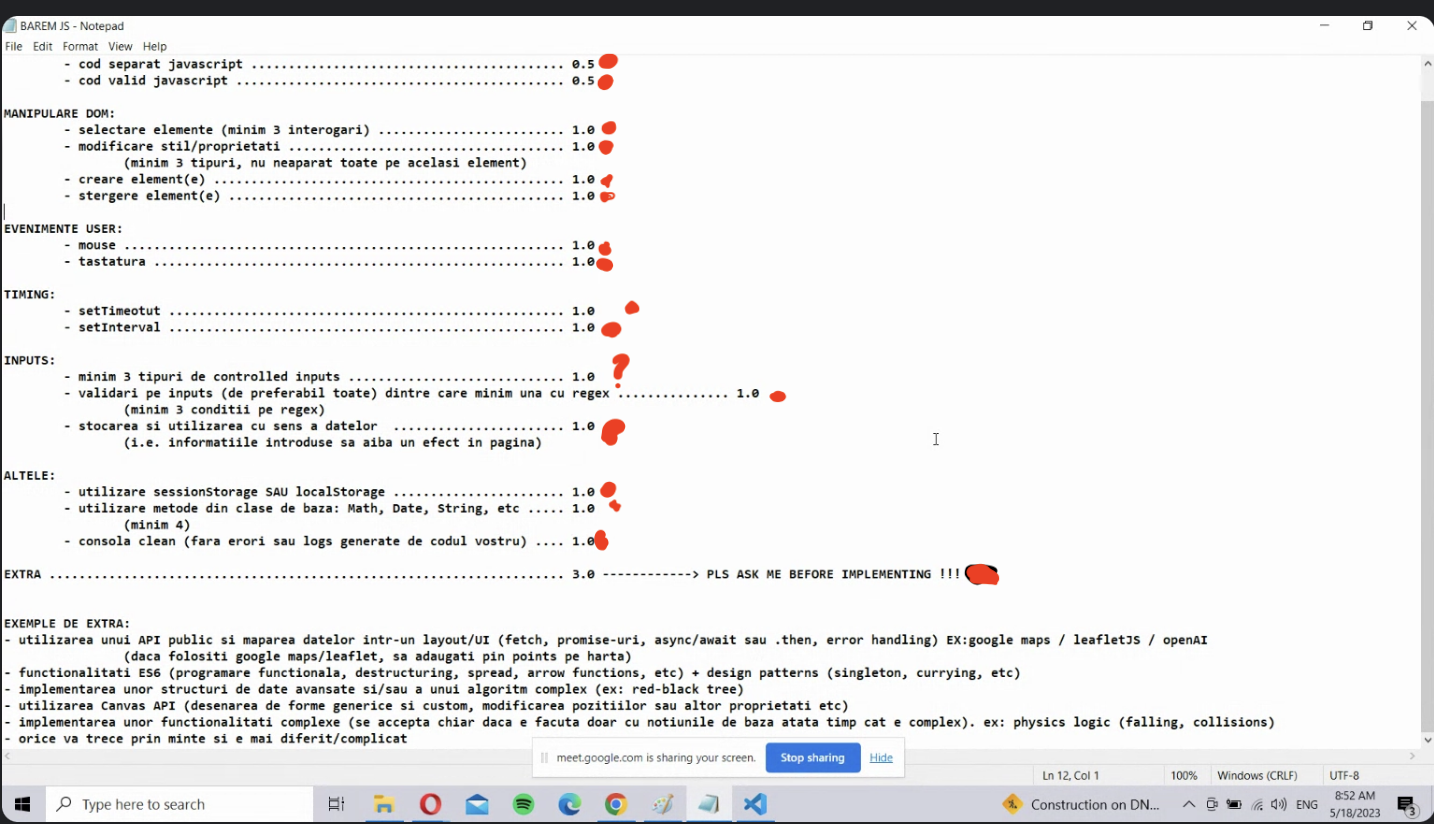 BAREM JS - Notepad
File Edit Format View Help
- cod separat javascript .......................................... 0.5
- cod valid javascript ............................................ 0.5
MANIPULARE DOM:
- selectare elemente (minim 3 interogari) ......................... 1.0
- modificare stil/proprietati ..................................... 1.0
(minim 3 tipuri, nu neaparat toate pe acelasi element)
- creare element(e) ............................................... 1.0
- stergere element(e) ............................................. 1.0
EVENIMENTE USER:
- mouse ........................................................... 1.0
- tastatura ....................................................... 1.0
TIMING:
- setTimeotut ..................................................... 1.0
- setInterval ..................................................... 1.0
INPUTS:
- minim 3 tipuri de controlled inputs ............................. 1.0 ?
- validari pe inputs (de preferabil toate) dintre care minim una cu regex ............... 1.0
(minim 3 conditii pe regex)
- stocarea si utilizarea cu sens a datelor ....................... 1.0
(i.e. informatiile introduse sa aiba un efect in pagina)
ALTELE:
- utilizare sessionStorage SAU localStorage ....................... 1.0
- utilizare metode din clase de baza: Math, Date, String, etc ..... 1.0
(minim 4)
- consola clean (fara erori sau logs generate de codul vostru) .... 1.0
EXTRA ..................................................................... 3.0 ------------> PLS ASK ME BEFORE IMPLEMENTING !!!
EXEMPLE DE EXTRA:
- utilizarea unui API public si maparea datelor intr-un layout/UI (fetch, promise-uri, async/await sau .then, error handling) EX:google maps / leafletJS / openAI
(daca folositi google maps/leaflet, sa adaugati pin points pe harta)
- functionalitati ES6 (programare functionala, destructuring, spread, arrow functions, etc) + design patterns (singleton, currying, etc)
- implementarea unor structuri de date avansate si/sau a unui algoritm complex (ex: red-black tree)
- utilizarea Canvas API (desenarea de forme generice si custom, modificarea pozitiilor sau altor proprietati etc)
- implementarea unor functionalitati complexe (se accepta chiar daca e facuta doar cu notiunile de baza atata timp cat e complex). ex: physics logic (falling, collisions)
- orice va trece prin minte si e mai diferit/complicat
meet.google.com is sharing your screen. Stop sharing Hide
Ln 12, Col 1 100% Windows (CRLF) UTF-8
Type here to search Construction on DN... ENG 8:52 AM
5/18/2023 3